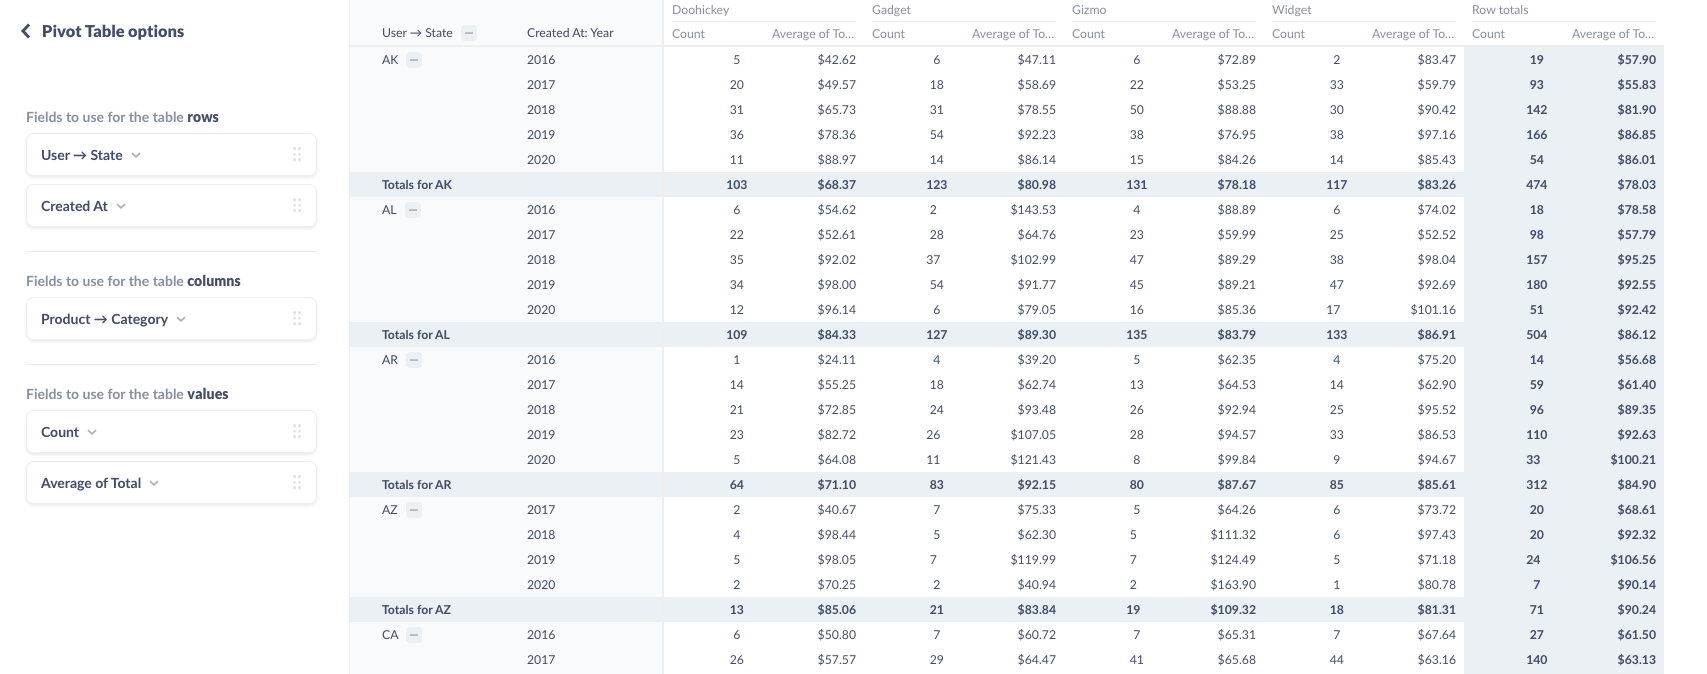 Pivot Table options
Fields to use for the table rows
User → State
Created At
Fields to use for the table columns
Product → Category
Fields to use for the table values
Count
Average of Total
Doohickey Gadget Gizmo Widget Row totals
User → State Created At: Year Count Average of To... Count Average of To... Count Average of To... Count Average of To... Count Average of To...
AK 2016 5 $42.62 6 $47.11 6 $72.89 2 $83.47 19 $57.90
2017 20 $49.57 18 $58.69 22 $53.25 33 $59.79 93 $55.83
2018 31 $65.73 31 $78.55 50 $88.88 30 $90.42 142 $81.90
2019 36 $78.36 54 $92.23 38 $76.95 38 $97.16 166 $86.85
2020 11 $88.97 14 $86.14 15 $84.26 14 $85.43 54 $86.01
Totals for AK 103 $68.37 123 $80.98 131 $78.18 117 $83.26 474 $78.03
AL 2016 6 $54.62 2 $143.53 4 $88.89 6 $74.02 18 $78.58
2017 22 $52.61 28 $64.76 23 $59.99 25 $52.52 98 $57.79
2018 35 $92.02 37 $102.99 47 $89.29 38 $98.04 157 $95.25
2019 34 $98.00 54 $91.77 45 $89.21 47 $92.69 180 $92.55
2020 12 $96.14 6 $79.05 16 $85.36 17 $101.16 51 $92.42
Totals for AL 109 $84.33 127 $89.30 135 $83.79 133 $86.91 504 $86.12
AR 2016 1 $24.11 4 $39.20 5 $62.35 4 $75.20 14 $56.68
2017 14 $55.25 18 $62.74 13 $64.53 14 $62.90 59 $61.40
2018 21 $72.85 24 $93.48 26 $92.94 25 $95.52 96 $89.35
2019 23 $82.72 26 $107.05 28 $94.57 33 $86.53 110 $92.63
2020 5 $64.08 11 $121.43 8 $99.84 9 $94.67 33 $100.21
Totals for AR 64 $71.10 83 $92.15 80 $87.67 85 $85.61 312 $84.90
AZ 2017 2 $40.67 7 $75.33 5 $64.26 6 $73.72 20 $68.61
2018 4 $98.44 5 $62.30 5 $111.32 6 $97.43 20 $92.32
2019 5 $98.05 7 $119.99 7 $124.49 5 $71.18 24 $106.56
2020 2 $70.25 2 $40.94 2 $163.90 1 $80.78 7 $90.14
Totals for AZ 13 $85.06 21 $83.84 19 $109.32 18 $81.31 71 $90.24
CA 2016 6 $50.80 7 $60.72 7 $65.31 7 $67.64 27 $61.50
2017 26 $57.57 29 $64.47 41 $65.68 44 $63.16 140 $63.13